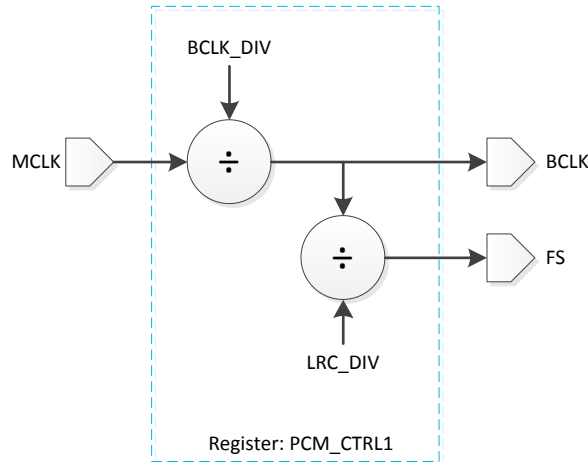 BCLK_DIV
MCLK
÷
BCLK
÷
FS
LRC_DIV
Register: PCM_CTRL1